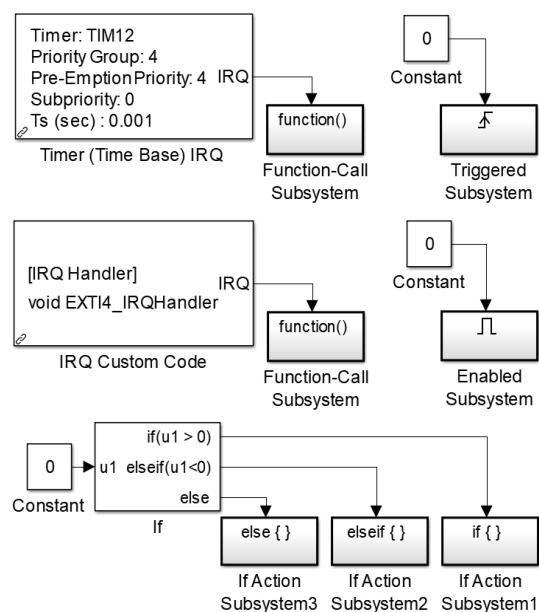 Timer: TIM12
Priority Group: 4
Pre-Emption Priority: 4
Subpriority: 0
Ts (sec) : 0.001
IRQ
Timer (Time Base) IRQ
function()
Function-Call
Subsystem
0
Constant
Triggered
Subsystem
[IRQ Handler]
void EXTI4_IRQHandler
IRQ
IRQ Custom Code
function()
Function-Call
Subsystem
0
Constant
Enabled
Subsystem
0
Constant
u1
if(u1 > 0)
elseif(u1<0)
else
If
else { }
If Action
Subsystem3
elseif { }
If Action
Subsystem2
if { }
If Action
Subsystem1